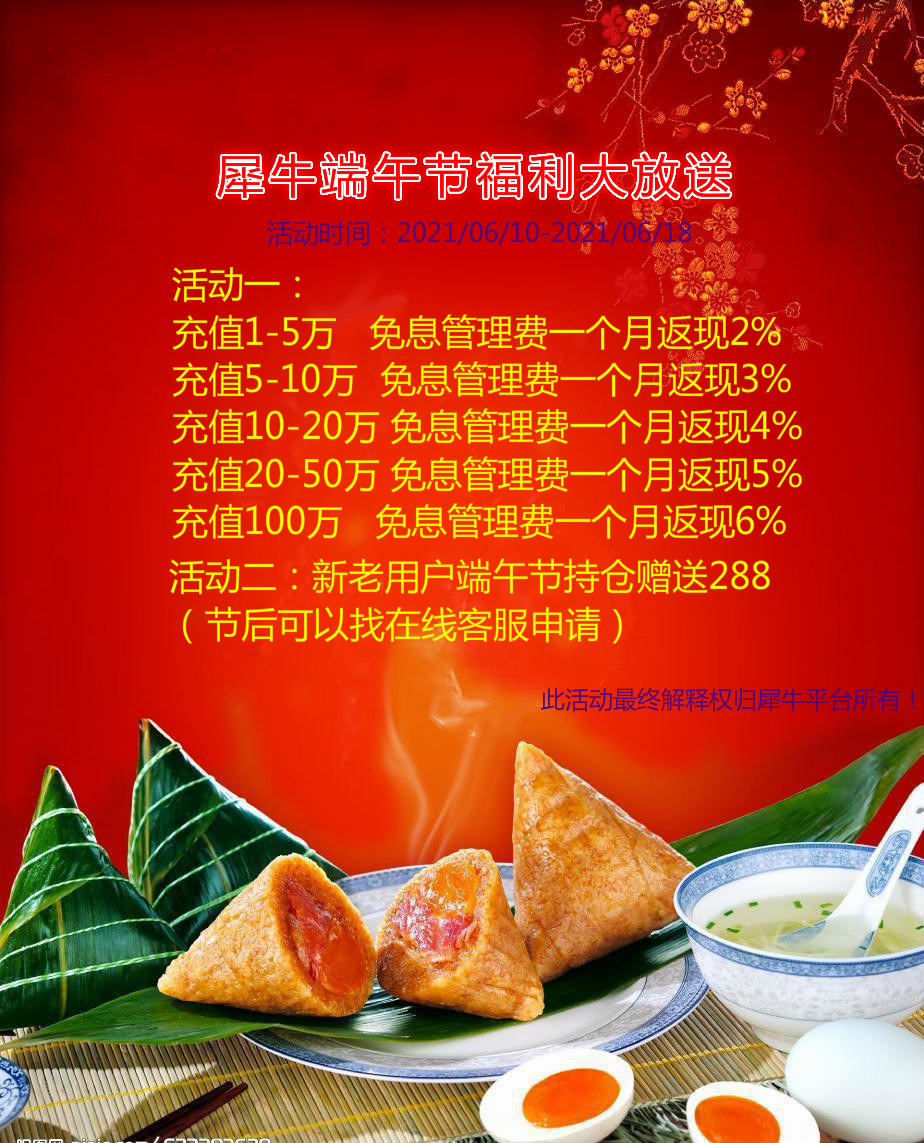 犀牛端午节福利大放送
活动时间：2021/06/10-2021/06/18
活动一：
充值1-5万 免息管理费一个月返现2%
充值5-10万 免息管理费一个月返现3%
充值10-20万 免息管理费一个月返现4%
充值20-50万 免息管理费一个月返现5%
充值100万 免息管理费一个月返现6%
活动二：新老用户端午节持仓赠送288
（节后可以找在线客服申请）
此活动最终解释权归犀牛平台所有！